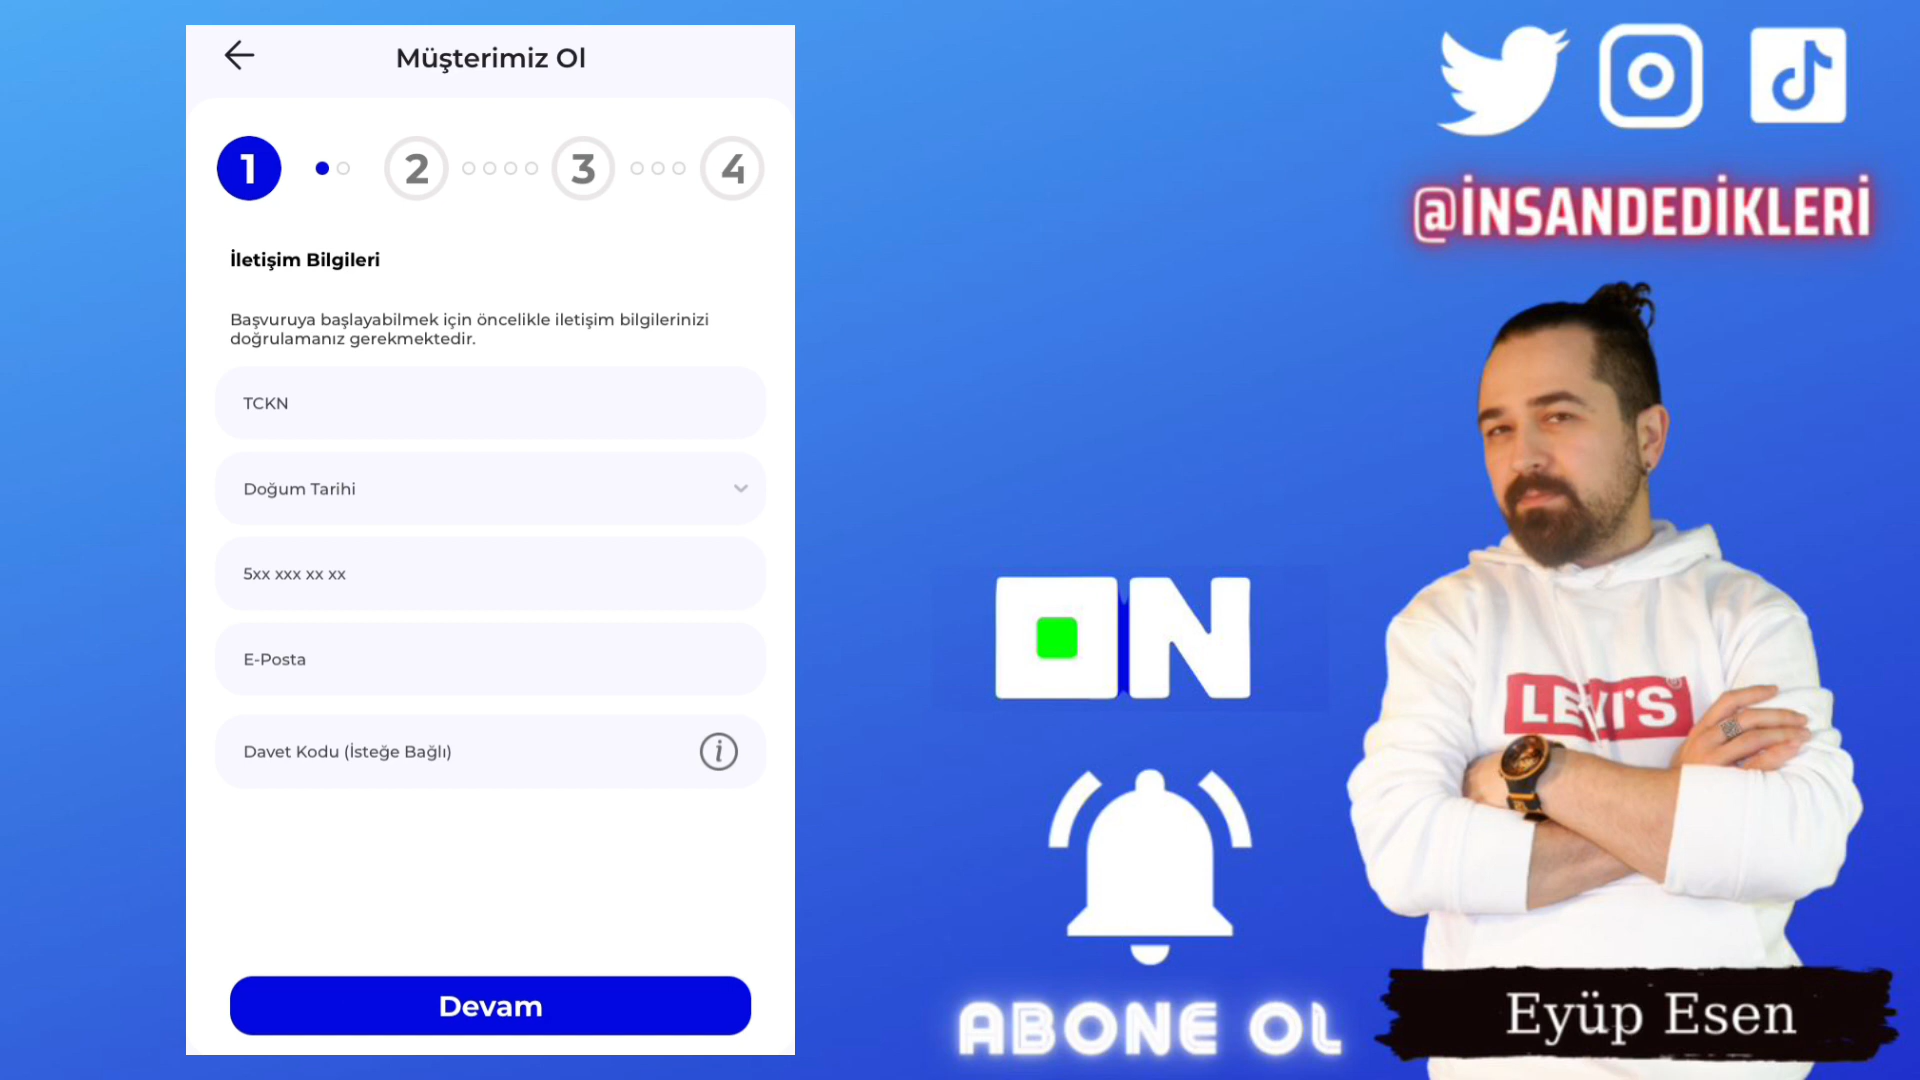 Müşterimiz Ol
1 2 3 4
İletişim Bilgileri
Başvuruya başlayabilmek için öncelikle iletişim bilgilerinizi
doğrulamanız gerekmektedir.
TCKN
Doğum Tarihi
5xx xxx xx xx
E-Posta
Davet Kodu (İsteğe Bağlı)
i
Devam
@İNSANDEDİKLERİ
ON
LEVI'S
ABONE OL
Eyüp Esen